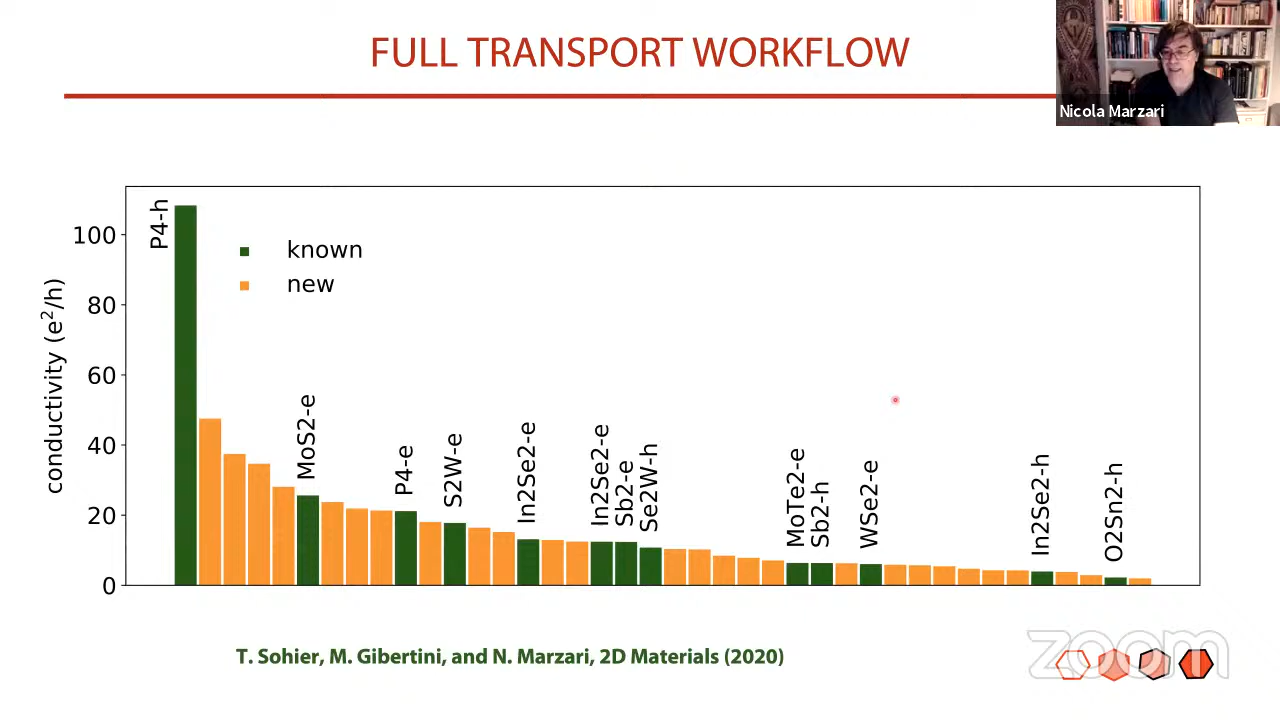 FULL TRANSPORT WORKFLOW
Nicola Marzari
conductivity (e²/h)
100
80
60
40
20
0
known
new
P4-h
MoS2-e
P4-e
S2W-e
In2Se2-e
In2Se2-e
Sb2-e
Se2W-h
MoTe2-e
Sb2-h
WSe2-e
In2Se2-h
O2Sn2-h
T. Sohier, M. Gibertini, and N. Marzari, 2D Materials (2020)
zoom